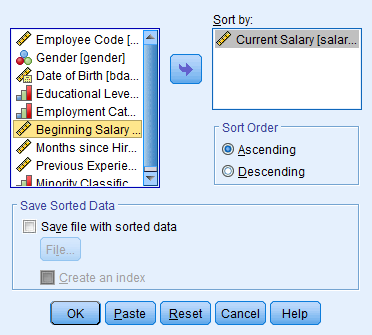 Employee Code [...
Gender [gender]
Date of Birth [bda...
Educational Leve...
Employment Cat...
Beginning Salary ...
Months since Hir...
Previous Experie...
Minority Classific...
Sort by:
Current Salary [salar...
Sort Order
Ascending
Descending
Save Sorted Data
Save file with sorted data
File...
Create an index
OK
Paste
Reset
Cancel
Help